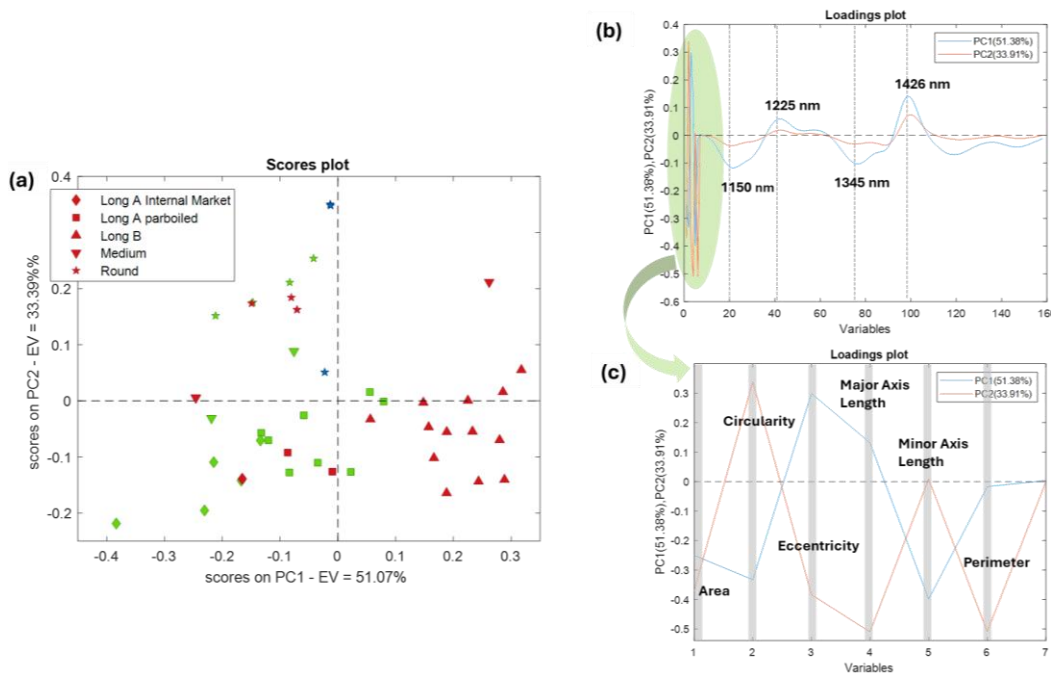 (a)
Scores plot
Long A Internal Market
Long A parboiled
Long B
Medium
Round
scores on PC2 - EV = 33.39%%
0.4
0.2
0
-0.1
-0.2
-0.4
-0.3
-0.2
-0.1
0
0.1
0.2
0.3
scores on PC1 - EV = 51.07%
(b)
Loadings plot
PC1(51.38%)
PC2(33.91%)
PC1(51.38%),PC2(33.91%)
0.4
0.3
0.2
0.1
0
-0.1
-0.2
-0.3
-0.4
-0.5
-0.6
1150 nm
1225 nm
1345 nm
1426 nm
0
20
40
60
80
100
120
140
160
Variables
(c)
Loadings plot
PC1(51.38%)
PC2(33.91%)
PC1(51.38%),PC2(33.91%)
0.3
0.2
0.1
0
-0.1
-0.2
-0.3
-0.4
-0.5
Area
Circularity
Eccentricity
Major Axis
Length
Minor Axis
Length
Perimeter
1
2
3
4
5
6
7
Variables